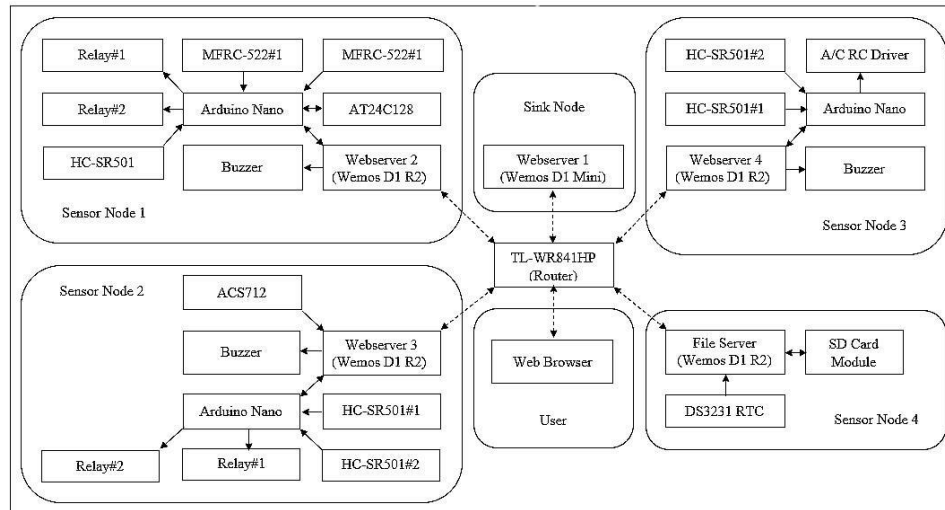 Relay#1
MFRC-522#1
MFRC-522#1
Relay#2
Arduino Nano
AT24C128
HC-SR501
Buzzer
Webserver 2
(Wemos D1 R2)
Sensor Node 1
Sink Node
Webserver 1
(Wemos D1 Mini)
HC-SR501#2
A/C RC Driver
HC-SR501#1
Arduino Nano
Webserver 4
(Wemos D1 R2)
Buzzer
Sensor Node 3
TL-WR841HP
(Router)
Sensor Node 2
ACS712
Buzzer
Webserver 3
(Wemos D1 R2)
Arduino Nano
HC-SR501#1
Relay#2
Relay#1
HC-SR501#2
Web Browser
User
File Server
(Wemos D1 R2)
SD Card
Module
DS3231 RTC
Sensor Node 4